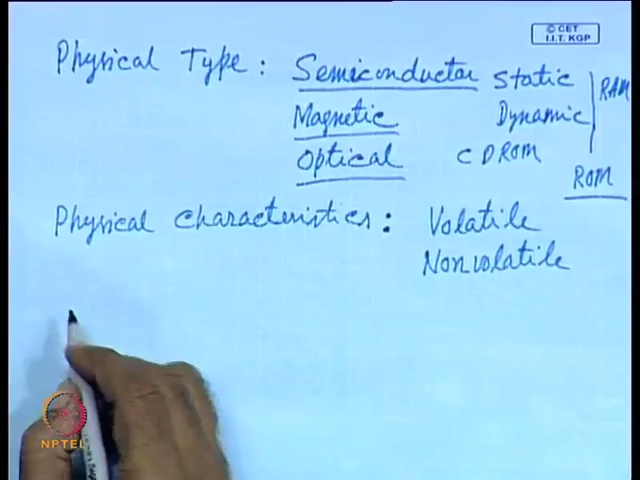 © CET
I.I.T. KGP
Physical Type : Semiconductor Static RAM
Magnetic Dynamic
Optical CDROM
ROM
Physical Characteristics : Volatile
Nonvolatile
NPTEL